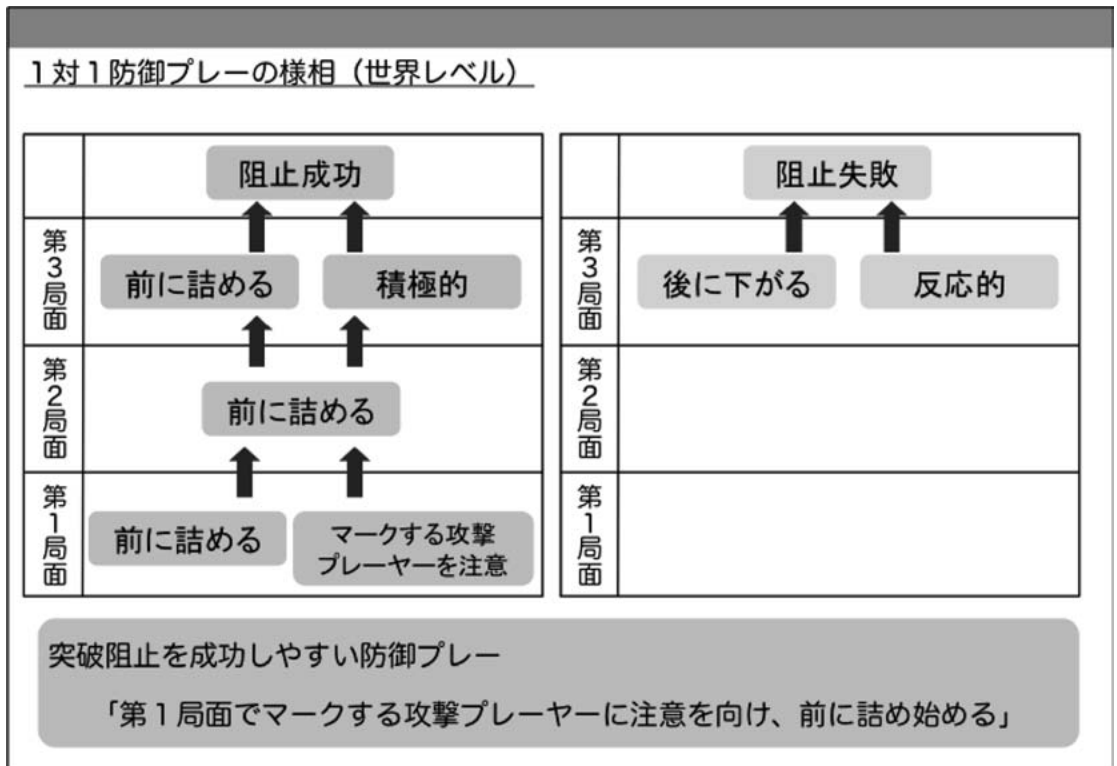 1対1防御プレーの様相（世界レベル）
阻止成功
第3局面
前に詰める
積極的
第2局面
前に詰める
第1局面
前に詰める
マークする攻撃
プレーヤーを注意
阻止失敗
第3局面
後に下がる
反応的
第2局面
第1局面
突破阻止を成功しやすい防御プレー
「第1局面でマークする攻撃プレーヤーに注意を向け、前に詰め始める」